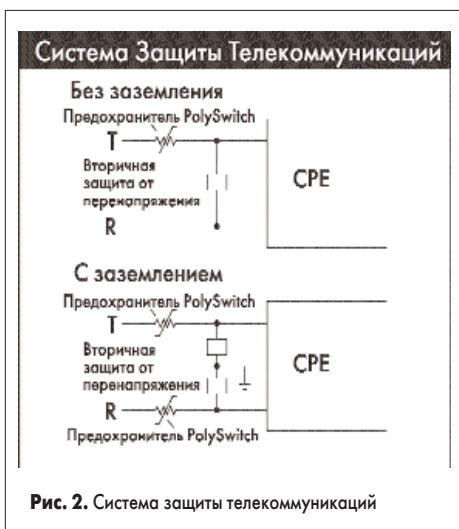 Система Защиты Телекоммуникаций
Без заземления
Предохранитель PolySwitch
T
Вторичная
защита от
перенапряжения
CPE
R
С заземлением
Предохранитель PolySwitch
T
Вторичная
защита от
перенапряжения
CPE
R
Предохранитель PolySwitch
Рис. 2. Система защиты телекоммуникаций